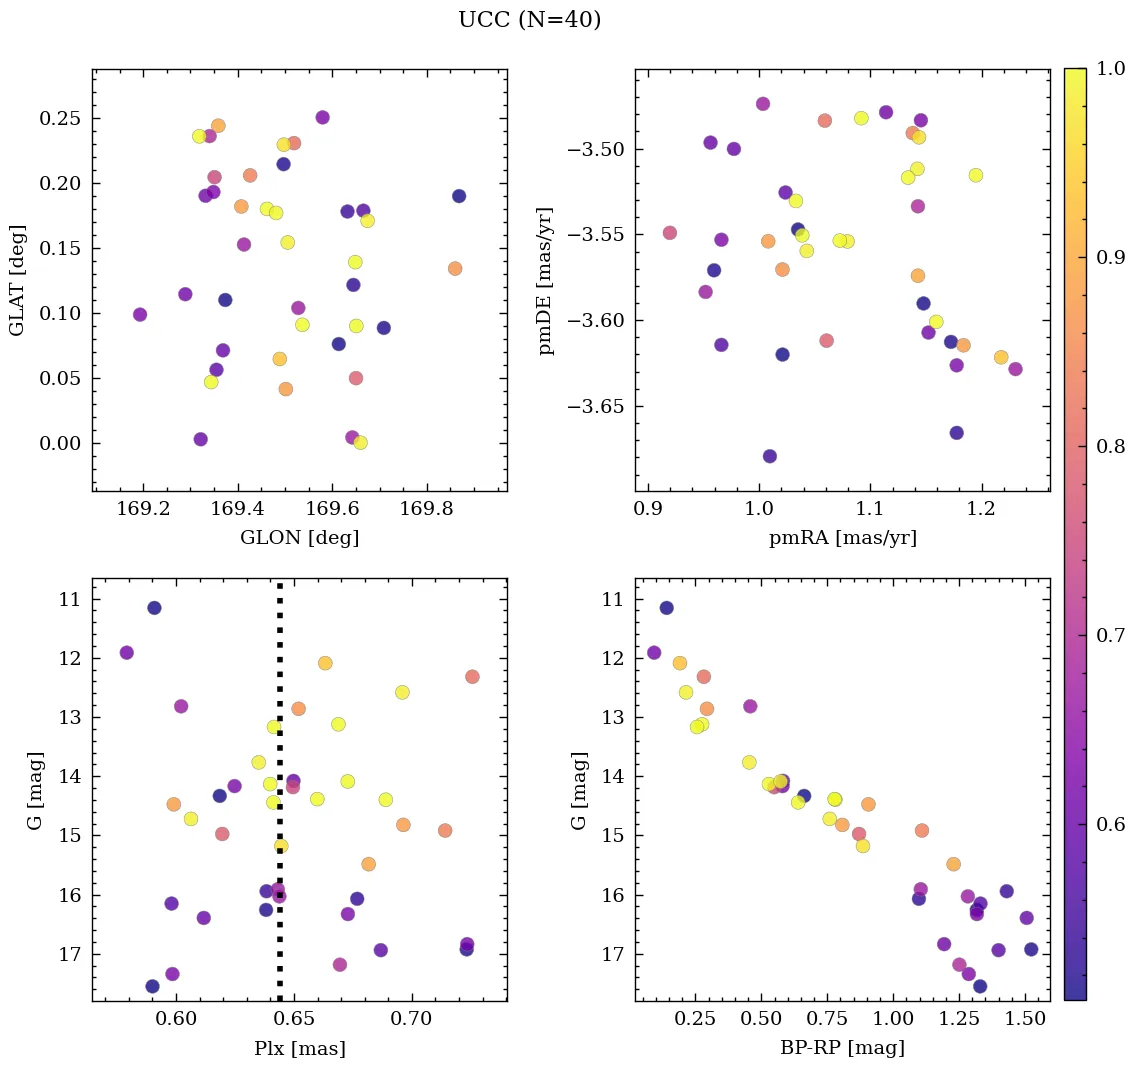 UCC (N=40)
0.25
0.20
0.15
0.10
0.05
0.00
GLAT [deg]
169.2 169.4 169.6 169.8
GLON [deg]
−3.50
−3.55
−3.60
−3.65
pmDE [mas/yr]
0.9 1.0 1.1 1.2
pmRA [mas/yr]
1.0
0.9
0.8
0.7
0.6
11
12
13
14
15
16
17
G [mag]
0.60 0.65 0.70
Plx [mas]
11
12
13
14
15
16
17
G [mag]
0.25 0.50 0.75 1.00 1.25 1.50
BP-RP [mag]